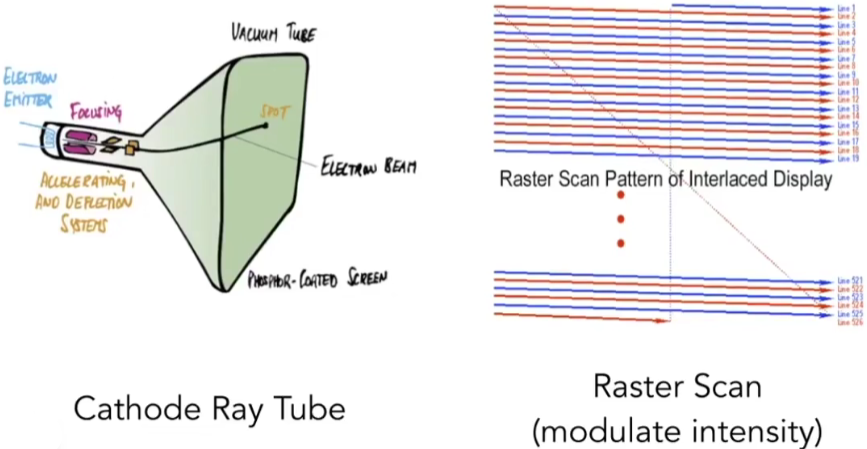 VACUUM TUBE
ELECTRON
EMITTER
FOCUSING
SPOT
ELECTRON BEAM
ACCELERATING,
AND DEFLECTION
SYSTEMS
PHOSPHOR-COATED SCREEN
Cathode Ray Tube
Line 1
Line 2
Line 3
Line 4
Line 5
Line 6
Line 7
Line 8
Line 9
Line 10
Line 11
Line 12
Line 13
Line 14
Line 15
Line 16
Line 17
Line 18
Line 19
Raster Scan Pattern of Interlaced Display
Line 521
Line 522
Line 523
Line 524
Line 525
Line 526
Raster Scan
(modulate intensity)